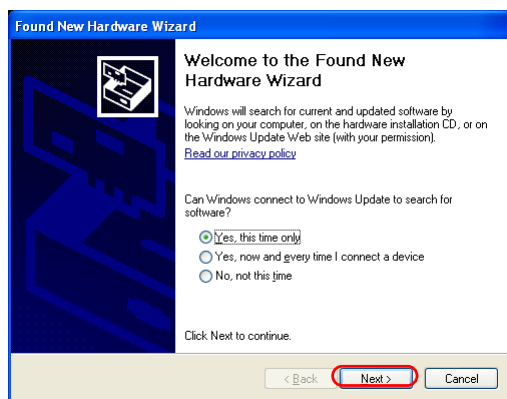 Found New Hardware Wizard
Welcome to the Found New
Hardware Wizard
Windows will search for current and updated software by
looking on your computer, on the hardware installation CD, or on
the Windows Update Web site (with your permission).
Read our privacy policy
Can Windows connect to Windows Update to search for
software?
Yes, this time only
Yes, now and every time I connect a device
No, not this time
Click Next to continue.
< Back
Next >
Cancel